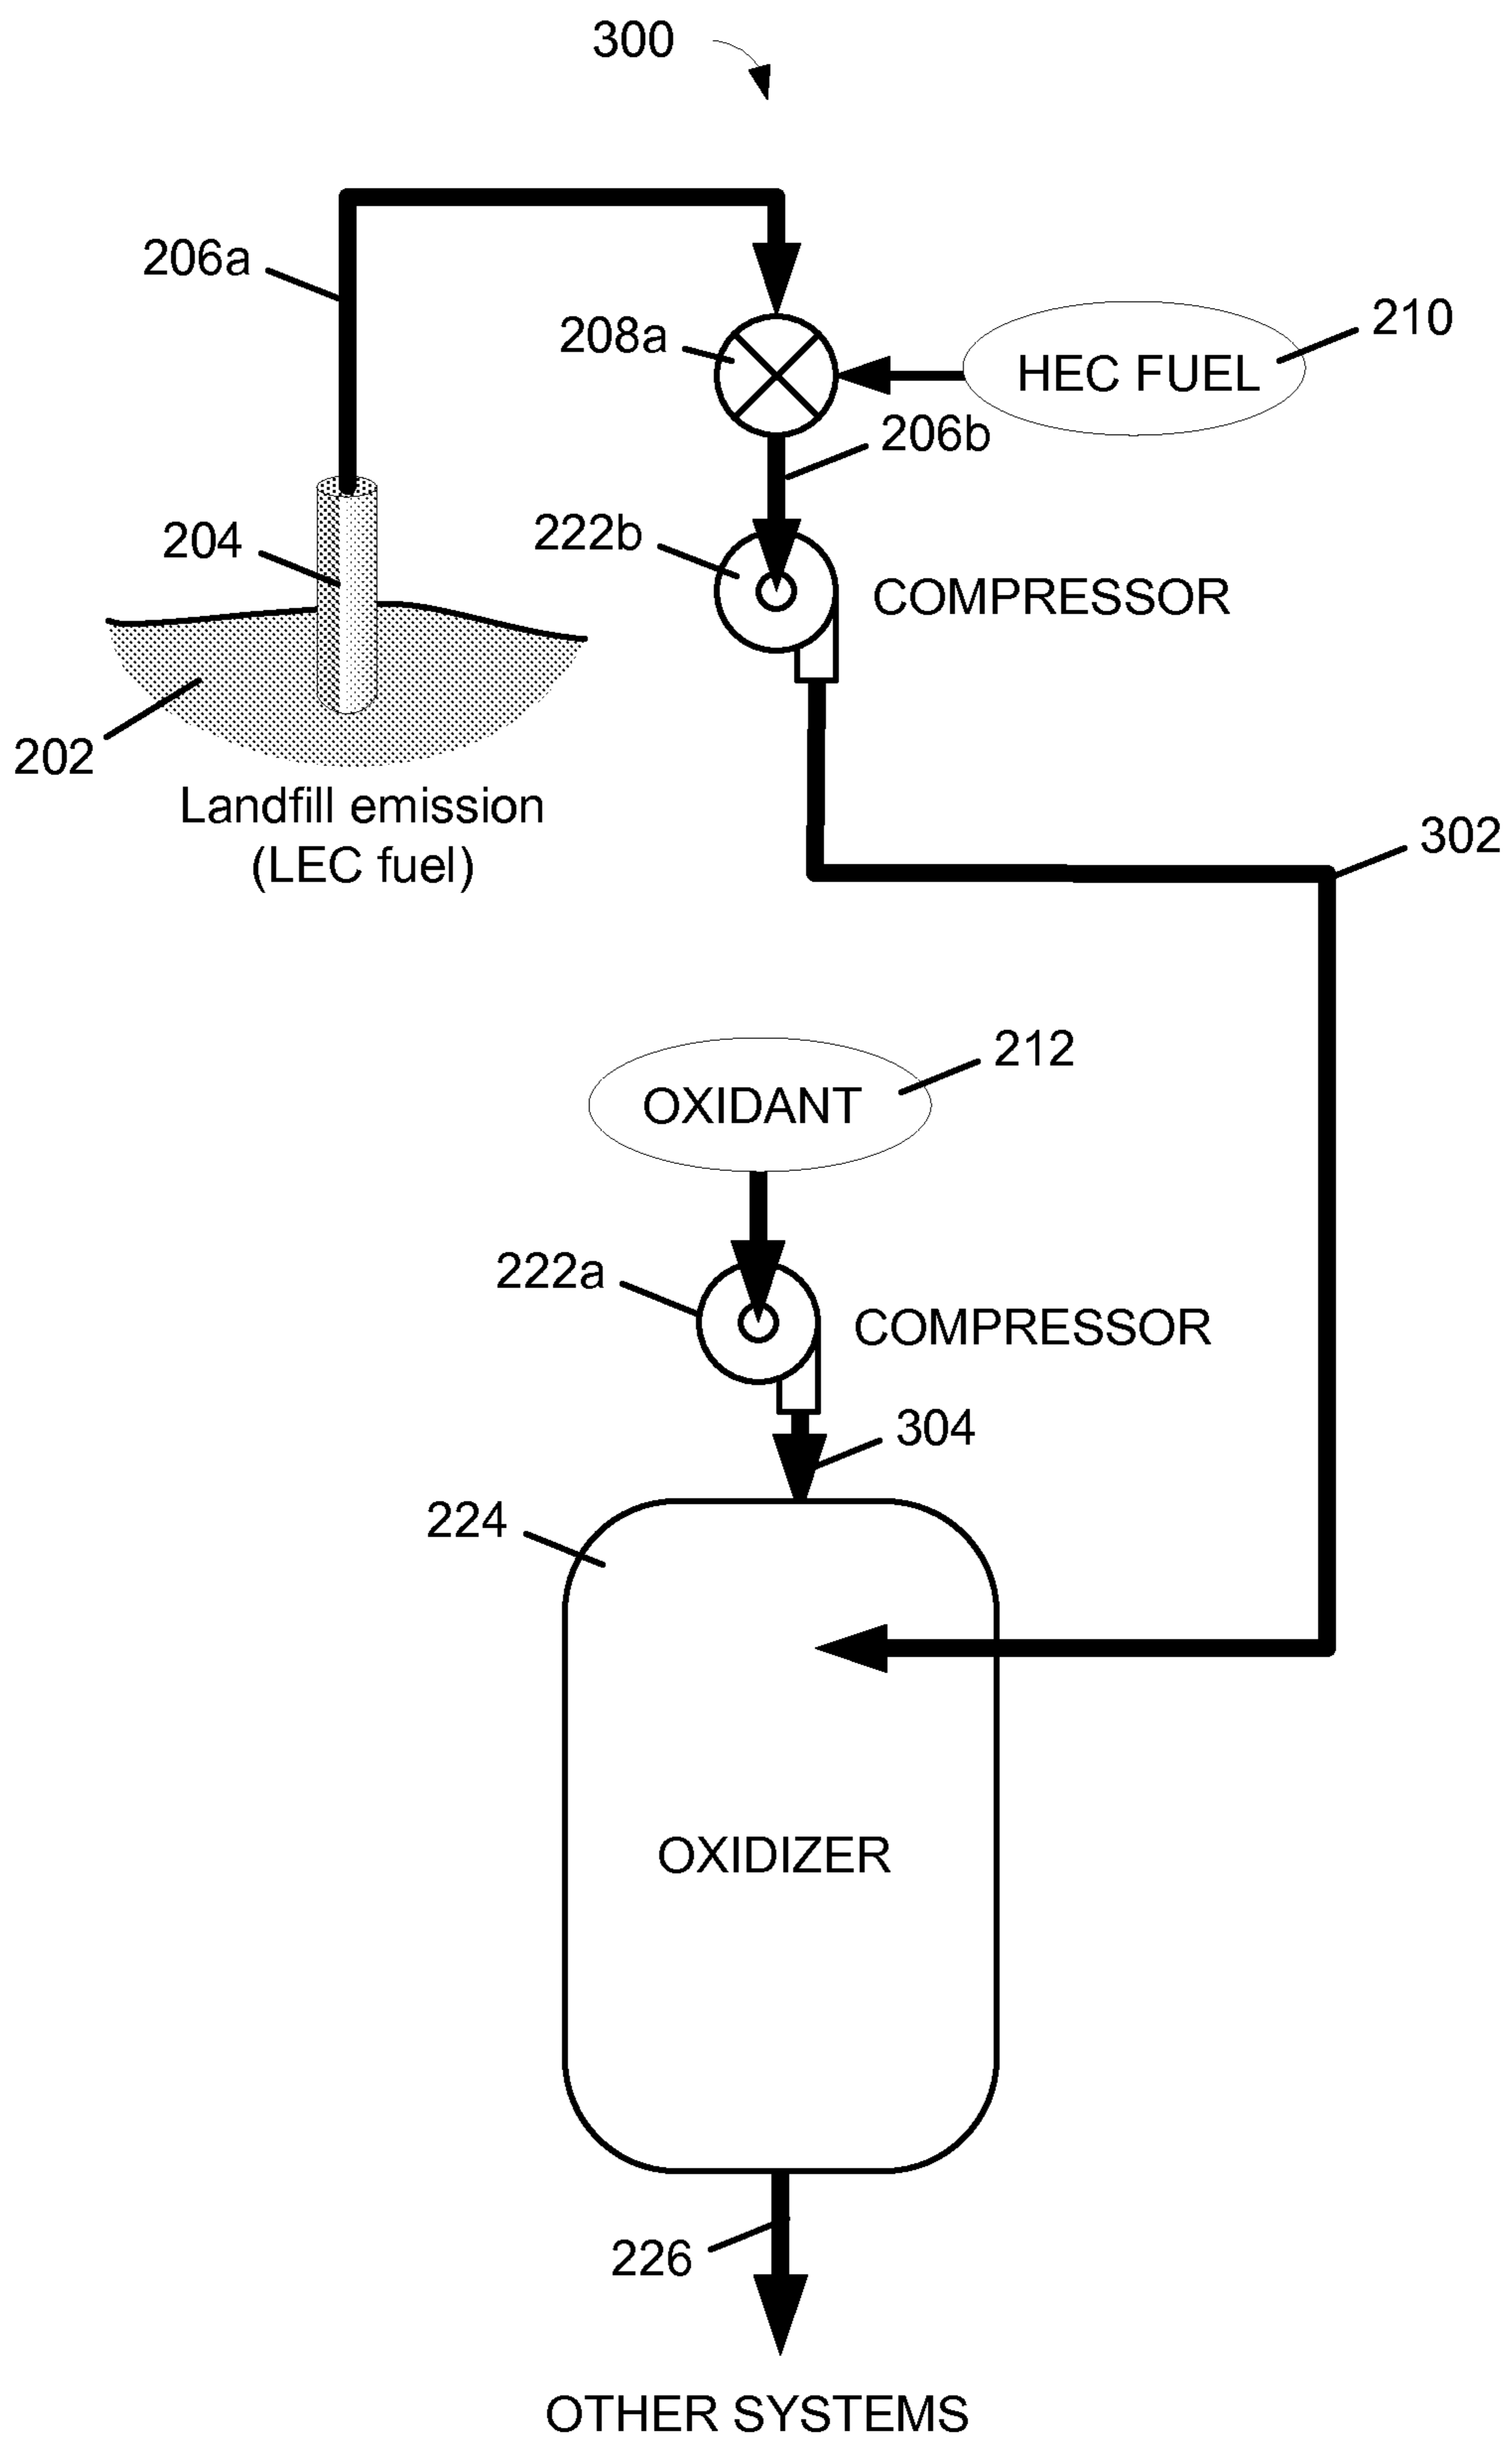 300
206a
208a
HEC FUEL
210
206b
204
222b
COMPRESSOR
202
Landfill emission
(LEC fuel)
302
212
OXIDANT
222a
COMPRESSOR
304
224
OXIDIZER
226
OTHER SYSTEMS